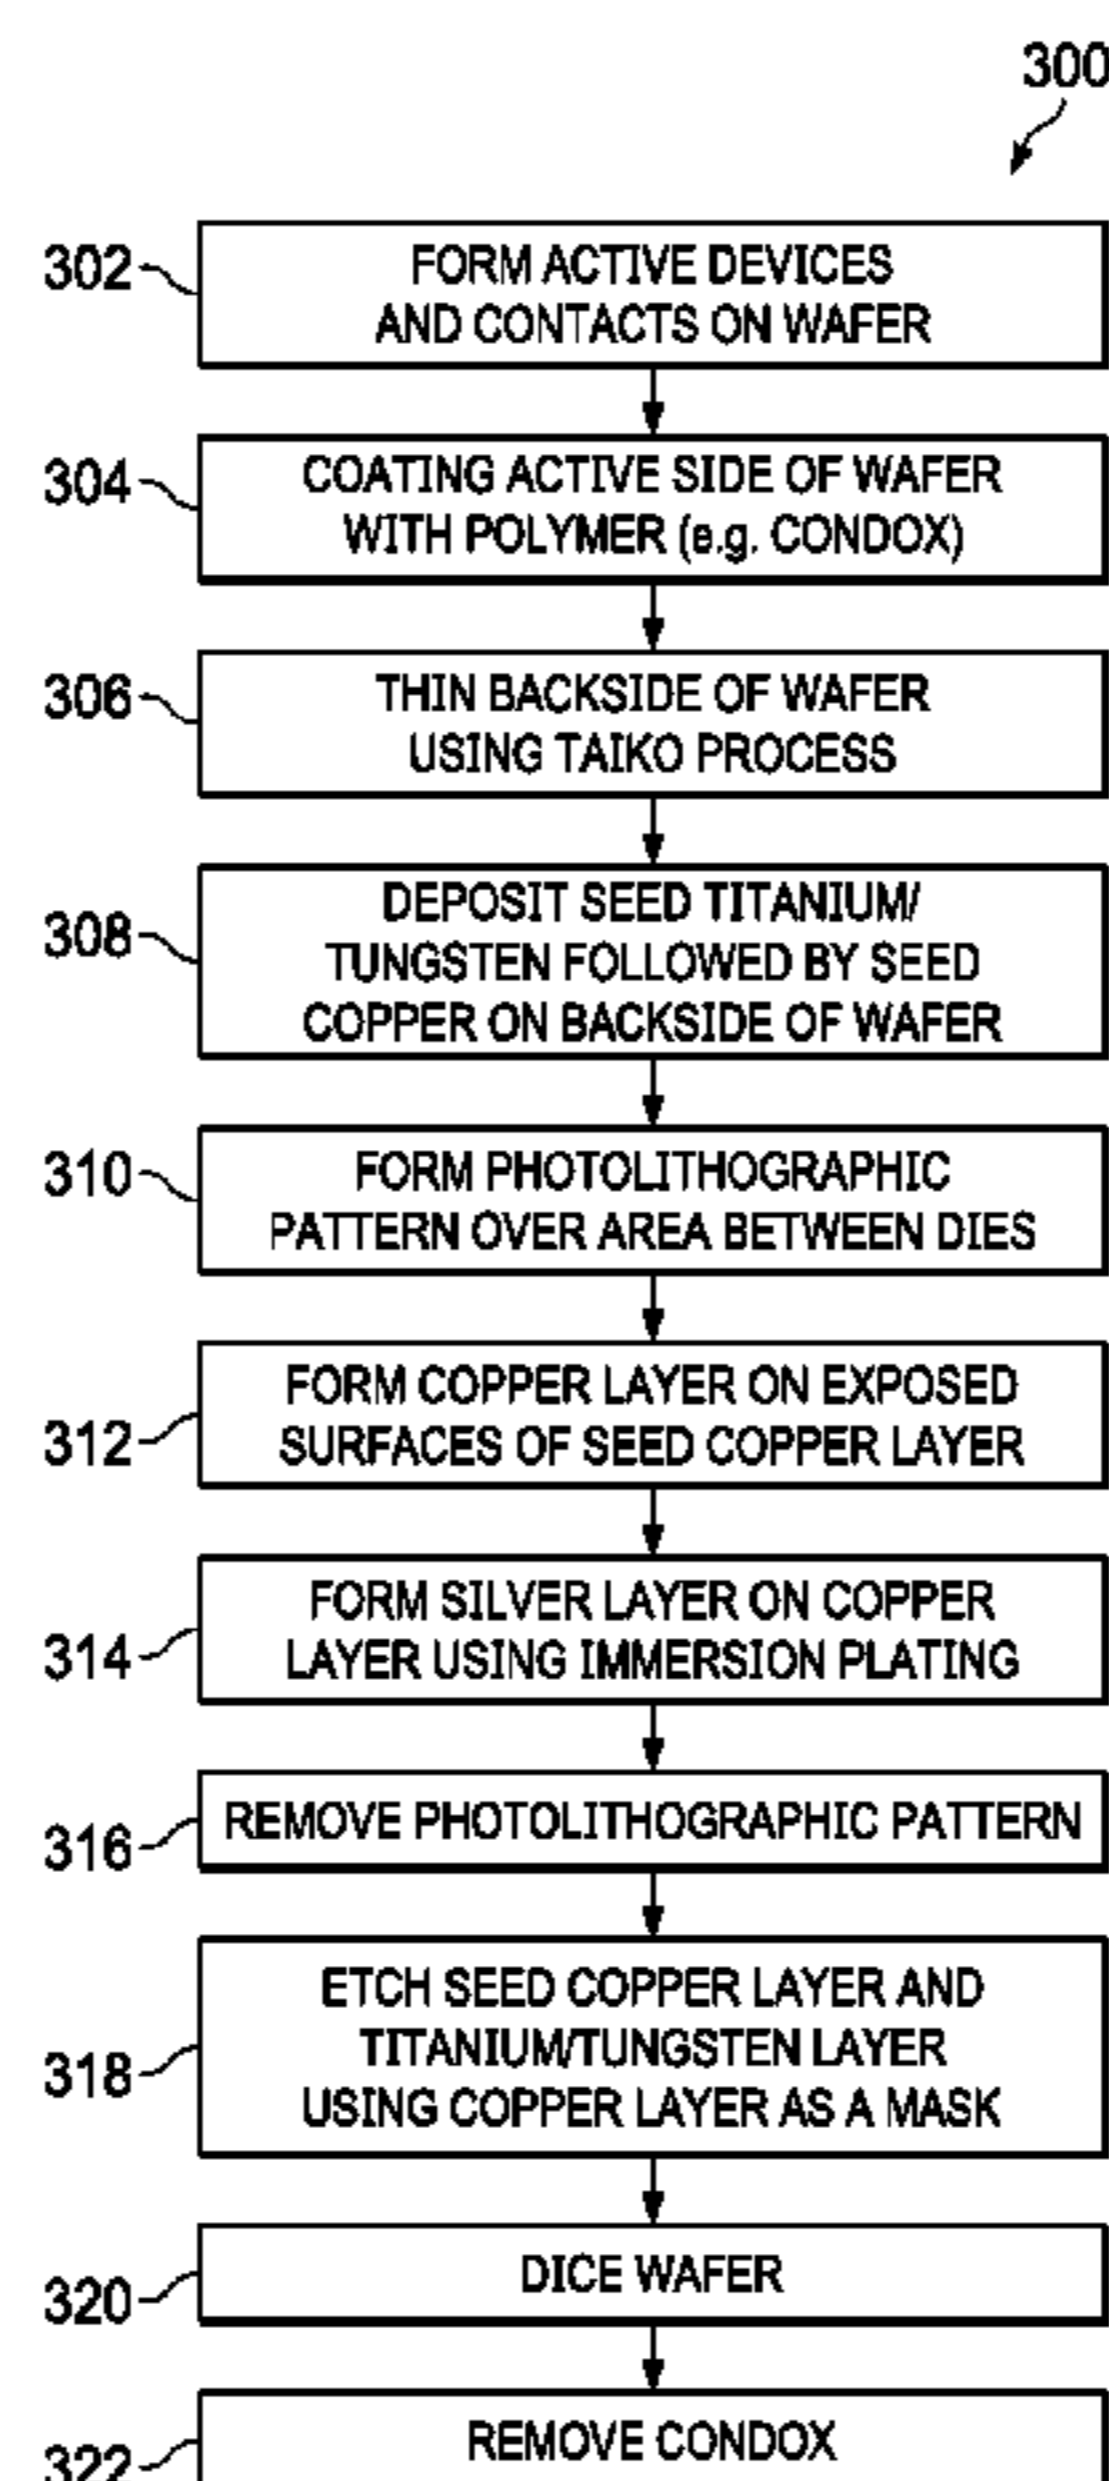 300
302
FORM ACTIVE DEVICES
AND CONTACTS ON WAFER
304
COATING ACTIVE SIDE OF WAFER
WITH POLYMER (e.g. CONDOX)
306
THIN BACKSIDE OF WAFER
USING TAIKO PROCESS
308
DEPOSIT SEED TITANIUM/
TUNGSTEN FOLLOWED BY SEED
COPPER ON BACKSIDE OF WAFER
310
FORM PHOTOLITHOGRAPHIC
PATTERN OVER AREA BETWEEN DIES
312
FORM COPPER LAYER ON EXPOSED
SURFACES OF SEED COPPER LAYER
314
FORM SILVER LAYER ON COPPER
LAYER USING IMMERSION PLATING
316
REMOVE PHOTOLITHOGRAPHIC PATTERN
318
ETCH SEED COPPER LAYER AND
TITANIUM/TUNGSTEN LAYER
USING COPPER LAYER AS A MASK
320
DICE WAFER
322
REMOVE CONDOX